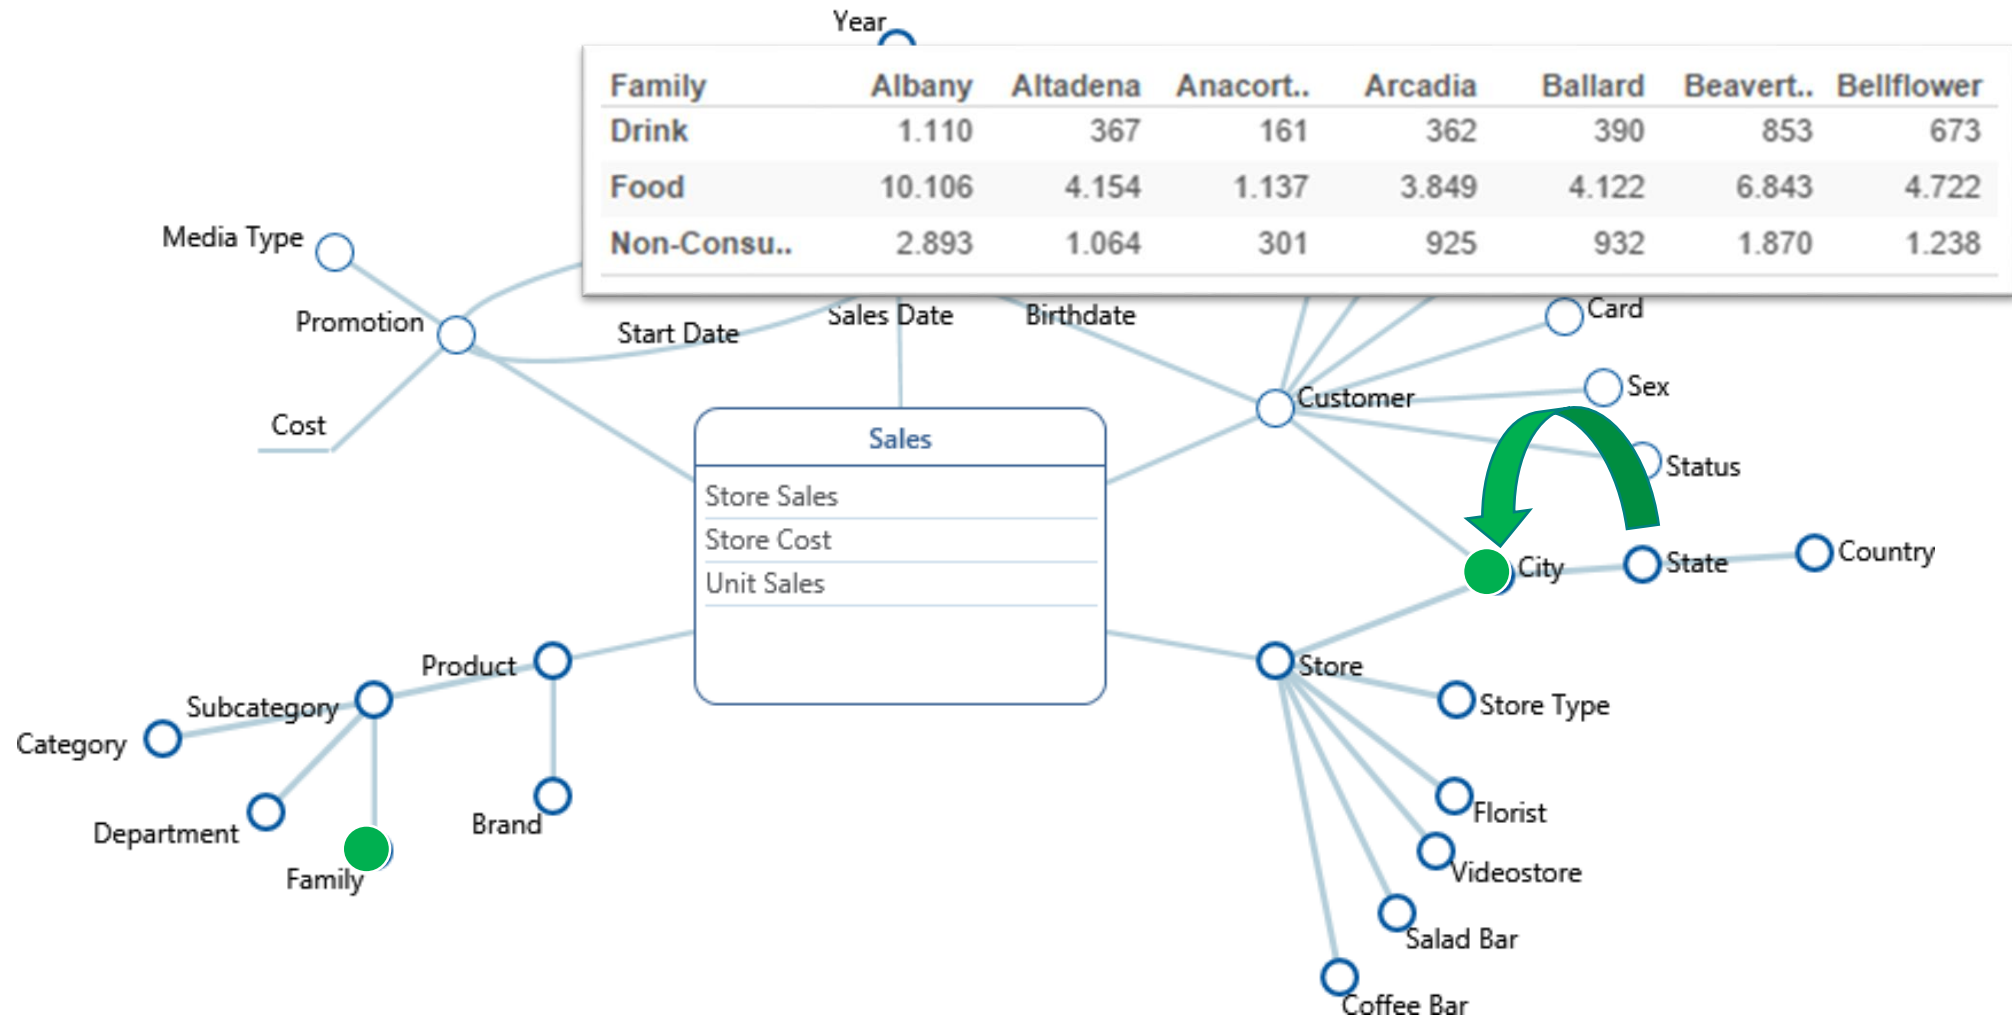 Year
Family Albany Altadena Anacort.. Arcadia Ballard Beavert.. Bellflower
Drink 1.110 367 161 362 390 853 673
Food 10.106 4.154 1.137 3.849 4.122 6.843 4.722
Non-Consu.. 2.893 1.064 301 925 932 1.870 1.238
Media Type
Promotion
Start Date
Sales Date
Birthdate
Card
Cost
Customer
Sex
Status
Sales
Store Sales
Store Cost
Unit Sales
City
State
Country
Product
Subcategory
Category
Department
Family
Brand
Store
Store Type
Florist
Videostore
Salad Bar
Coffee Bar